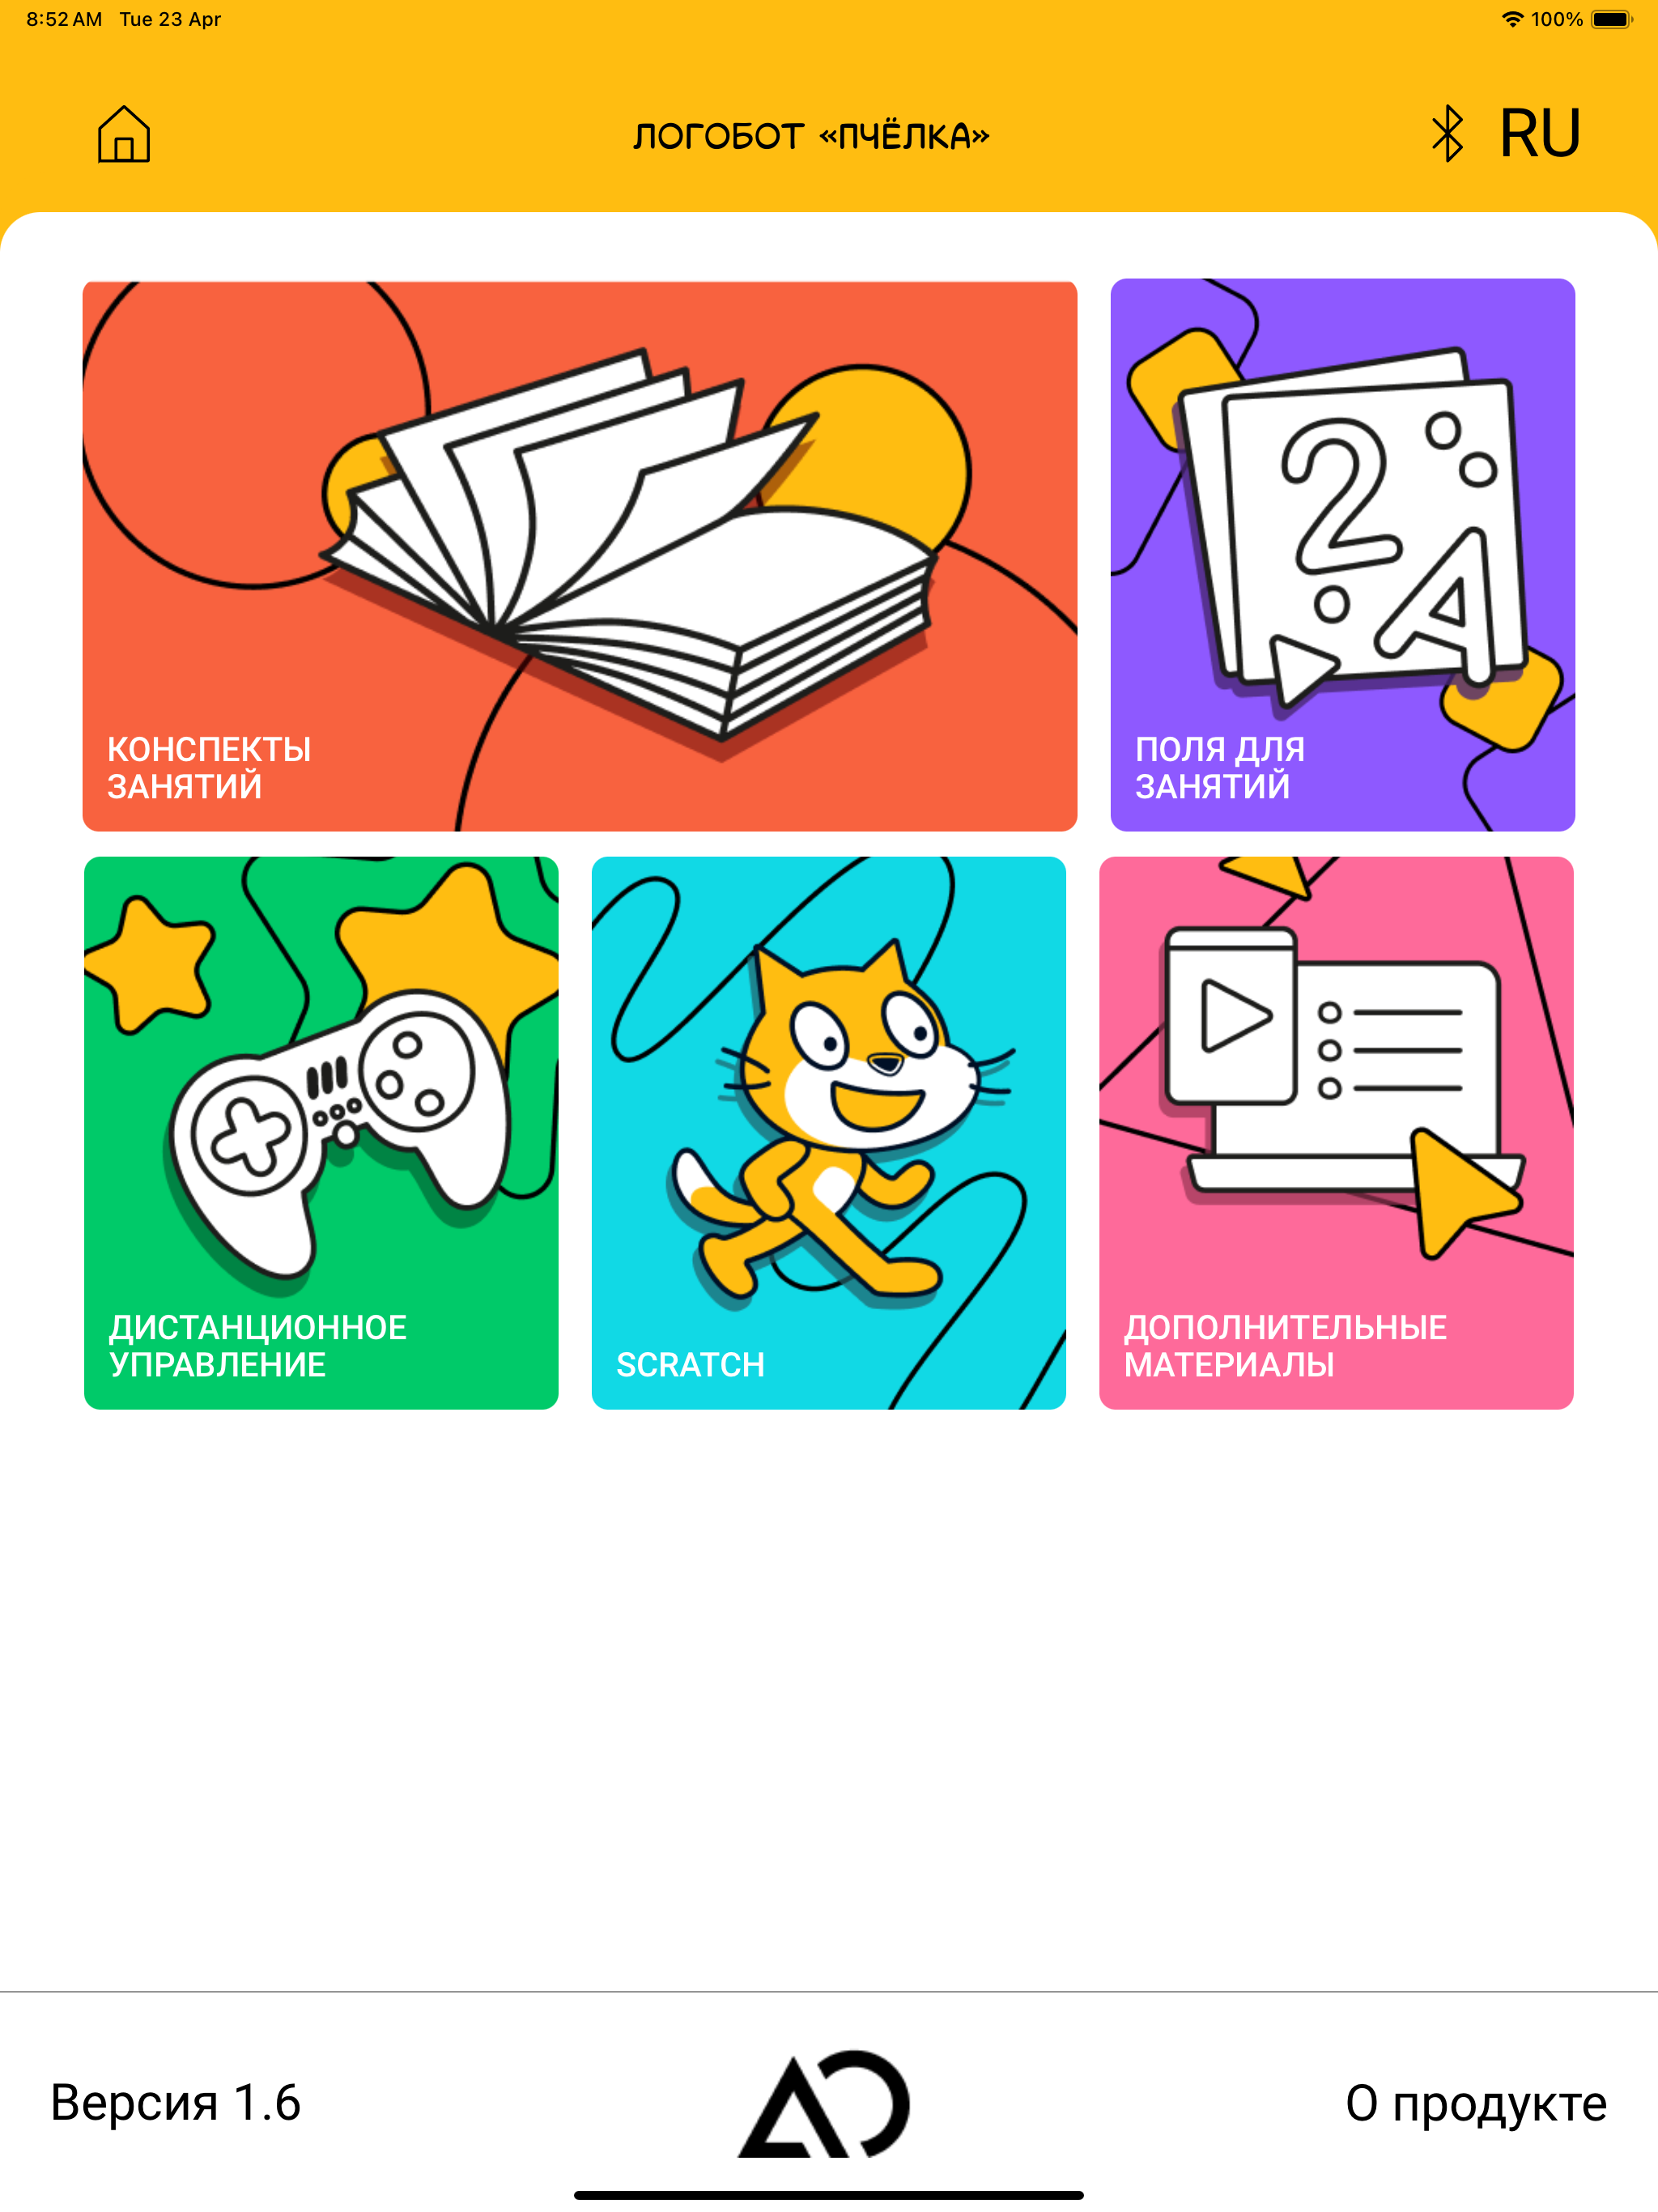 8:52 AM Tue 23 Apr
100%
ЛОГОБОТ «ПЧЁЛКА»
RU
2
A
КОНСПЕКТЫ
ЗАНЯТИЙ
ПОЛЯ ДЛЯ
ЗАНЯТИЙ
ДИСТАНЦИОННОЕ
УПРАВЛЕНИЕ
SCRATCH
ДОПОЛНИТЕЛЬНЫЕ
МАТЕРИАЛЫ
Версия 1.6
О продукте